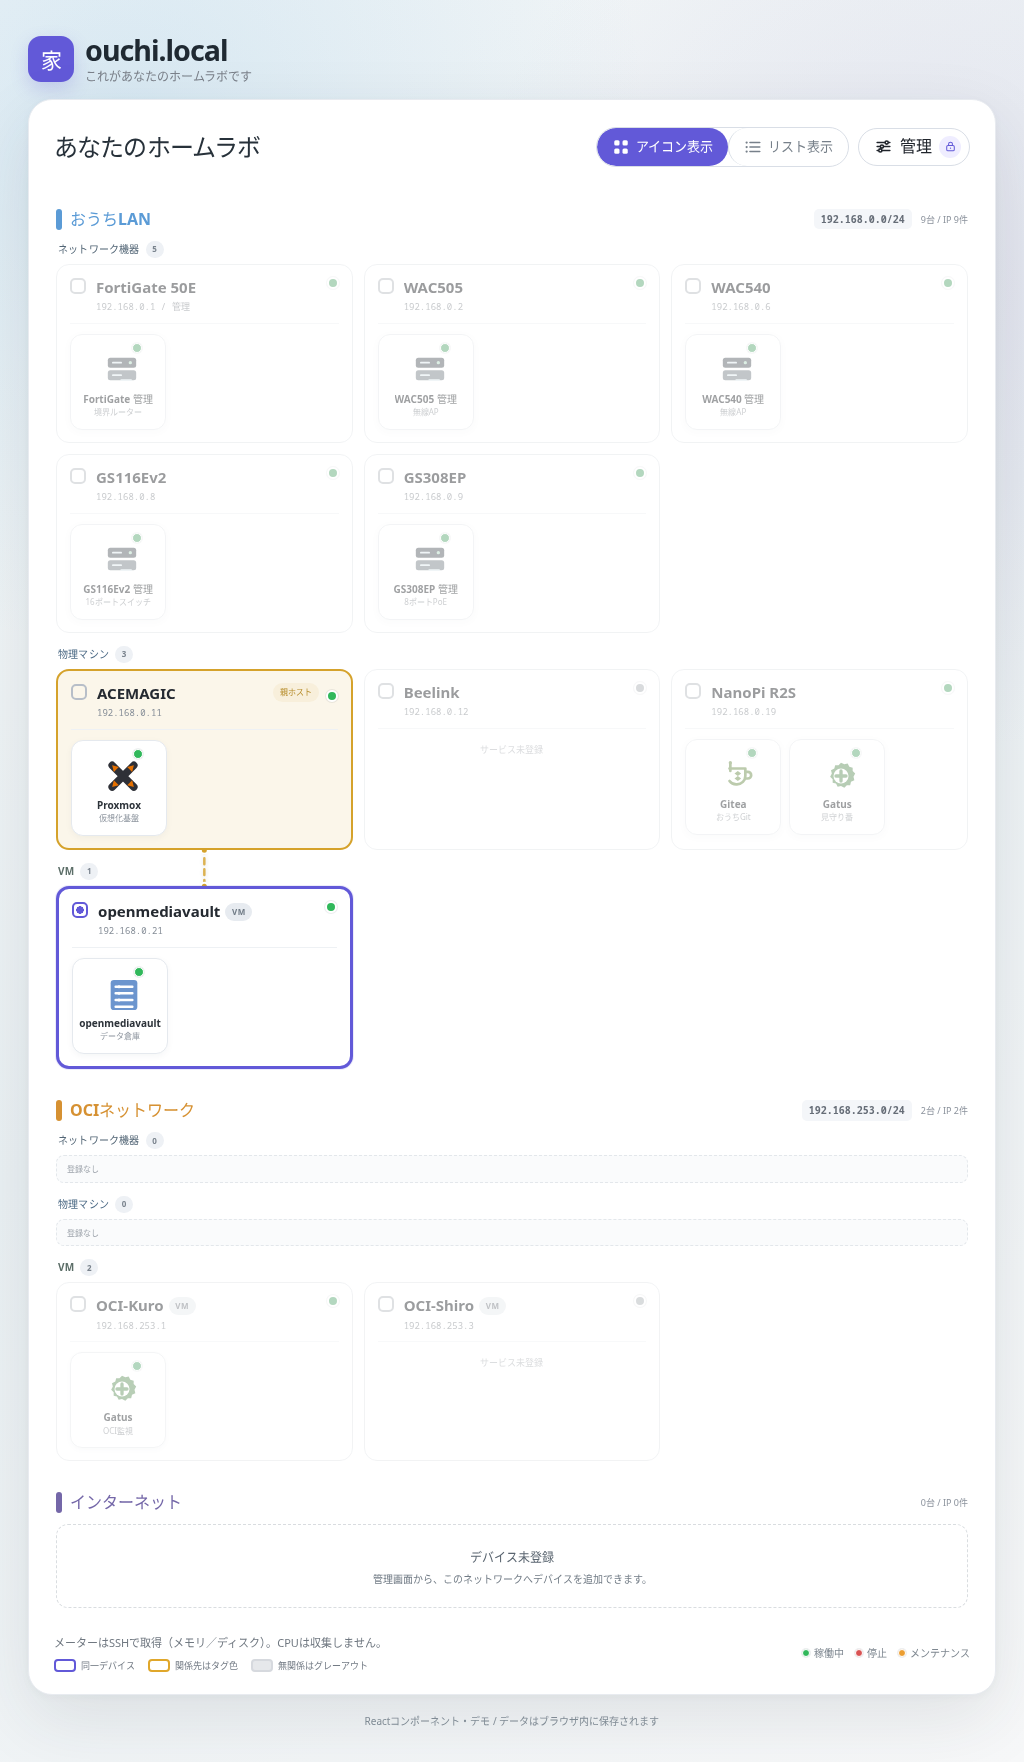 家
ouchi.local
これがあなたのホームラボです
あなたのホームラボ
アイコン表示
リスト表示
管理
おうちLAN
192.168.0.0/24
9台 / IP 9件
ネットワーク機器 5
FortiGate 50E
192.168.0.1 / 管理
FortiGate 管理
境界ルーター
WAC505
192.168.0.2
WAC505 管理
無線AP
WAC540
192.168.0.6
WAC540 管理
無線AP
GS116Ev2
192.168.0.8
GS116Ev2 管理
16ポートスイッチ
GS308EP
192.168.0.9
GS308EP 管理
8ポートPoE
物理マシン 3
ACEMAGIC
親ホスト
192.168.0.11
Proxmox
仮想化基盤
Beelink
192.168.0.12
サービス未登録
NanoPi R2S
192.168.0.19
Gitea
おうちGit
Gatus
見守り番
VM 1
openmediavault VM
192.168.0.21
openmediavault
データ倉庫
OCIネットワーク
192.168.253.0/24
2台 / IP 2件
ネットワーク機器 0
登録なし
物理マシン 0
登録なし
VM 2
OCI-Kuro VM
192.168.253.1
Gatus
OCI監視
OCI-Shiro VM
192.168.253.3
サービス未登録
インターネット
0台 / IP 0件
デバイス未登録
管理画面から、このネットワークへデバイスを追加できます。
メーターはSSHで取得（メモリ／ディスク）。CPUは収集しません。
同一デバイス
関係先はタグ色
無関係はグレーアウト
稼働中
停止
メンテナンス
Reactコンポーネント・デモ / データはブラウザ内に保存されます